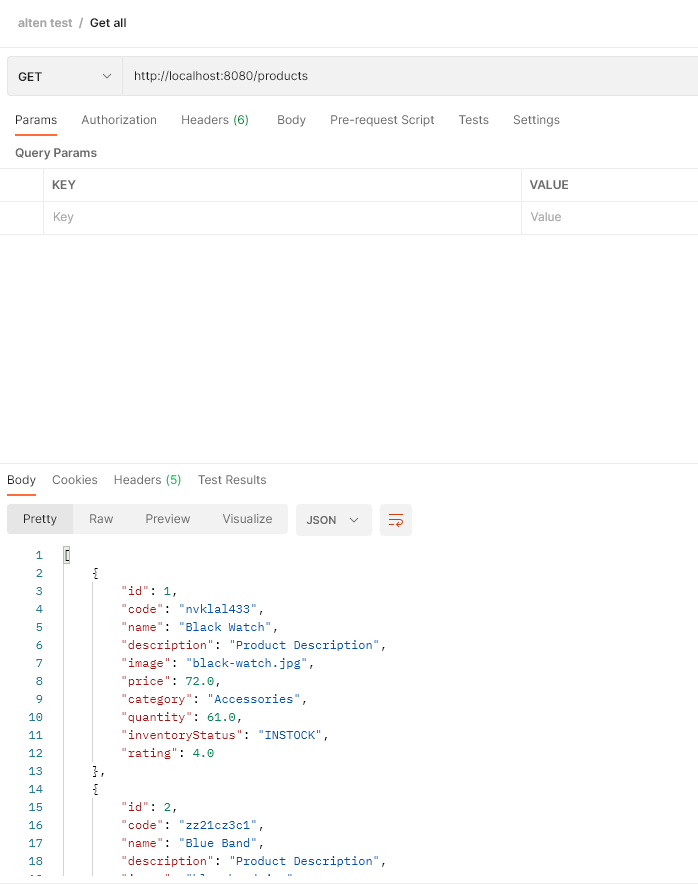 alten test / Get all
GET http://localhost:8080/products
Params Authorization Headers (6) Body Pre-request Script Tests Settings
Query Params
KEY VALUE
Key Value
Body Cookies Headers (5) Test Results
Pretty Raw Preview Visualize JSON
1 [
2 {
3 "id": 1,
4 "code": "nvklal433",
5 "name": "Black Watch",
6 "description": "Product Description",
7 "image": "black-watch.jpg",
8 "price": 72.0,
9 "category": "Accessories",
10 "quantity": 61.0,
11 "inventoryStatus": "INSTOCK",
12 "rating": 4.0
13 },
14 {
15 "id": 2,
16 "code": "zz21cz3c1",
17 "name": "Blue Band",
18 "description": "Product Description",